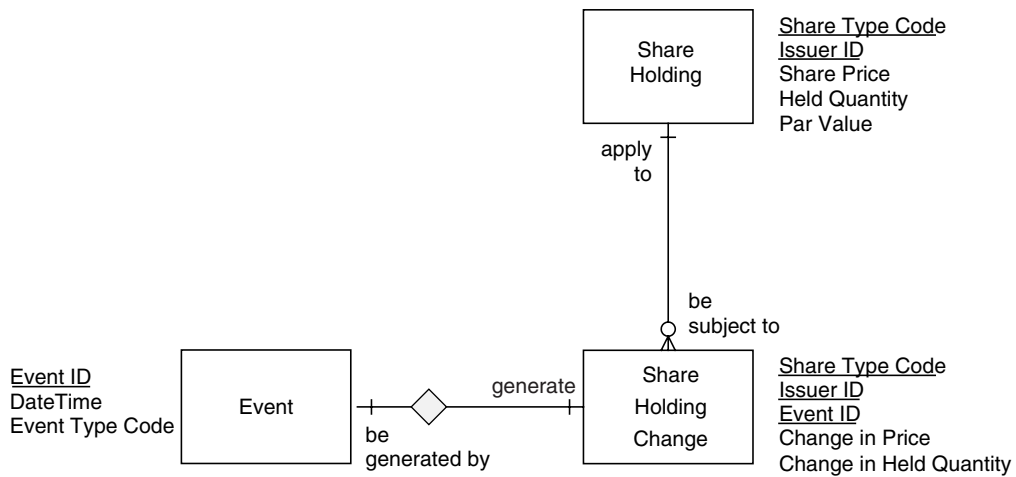 Share
Holding
Share Type Code
Issuer ID
Share Price
Held Quantity
Par Value
apply
to
be
subject to
Event ID
DateTime
Event Type Code
Event
be
generated by
generate
Share
Holding
Change
Share Type Code
Issuer ID
Event ID
Change in Price
Change in Held Quantity